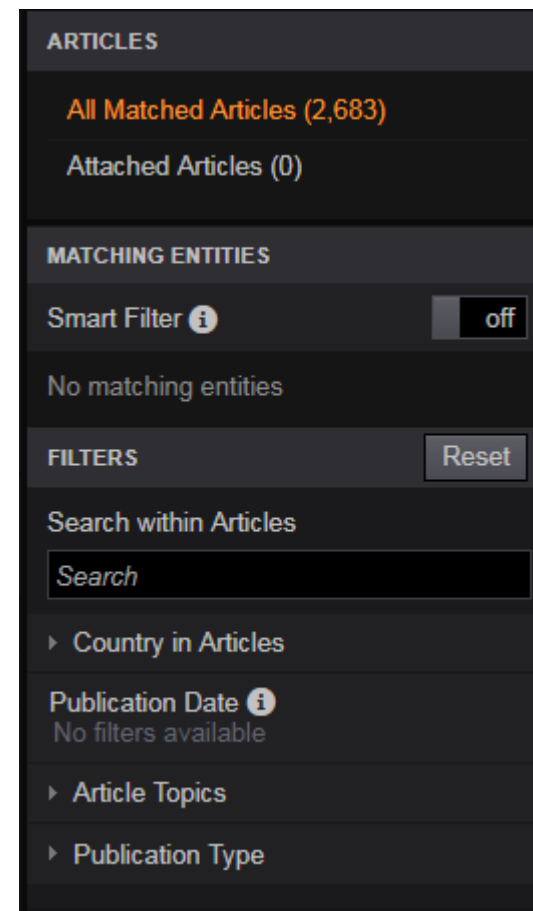 ARTICLES
All Matched Articles (2,683)
Attached Articles (0)
MATCHING ENTITIES
Smart Filter i off
No matching entities
FILTERS Reset
Search within Articles
Search
Country in Articles
Publication Date i
No filters available
Article Topics
Publication Type